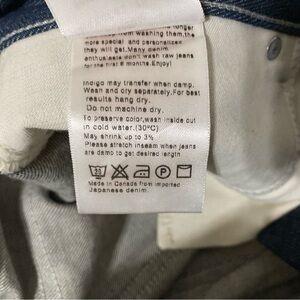 longer
from washing them,the
more special and personalized
they will get.Many denim
enthusiasts don't wash raw jeans
for the first 6 months.Enjoy!
Indigo may transfer when damp.
Wash and dry separately.For best
results hang dry.
Do not machine dry.
To preserve color,wash inside out
in cold water.(30°C)
May shrink up to 3%
Please stretch inseam when jeans
are damp to get desired length
Made in Canada from imported
Japanese denim.